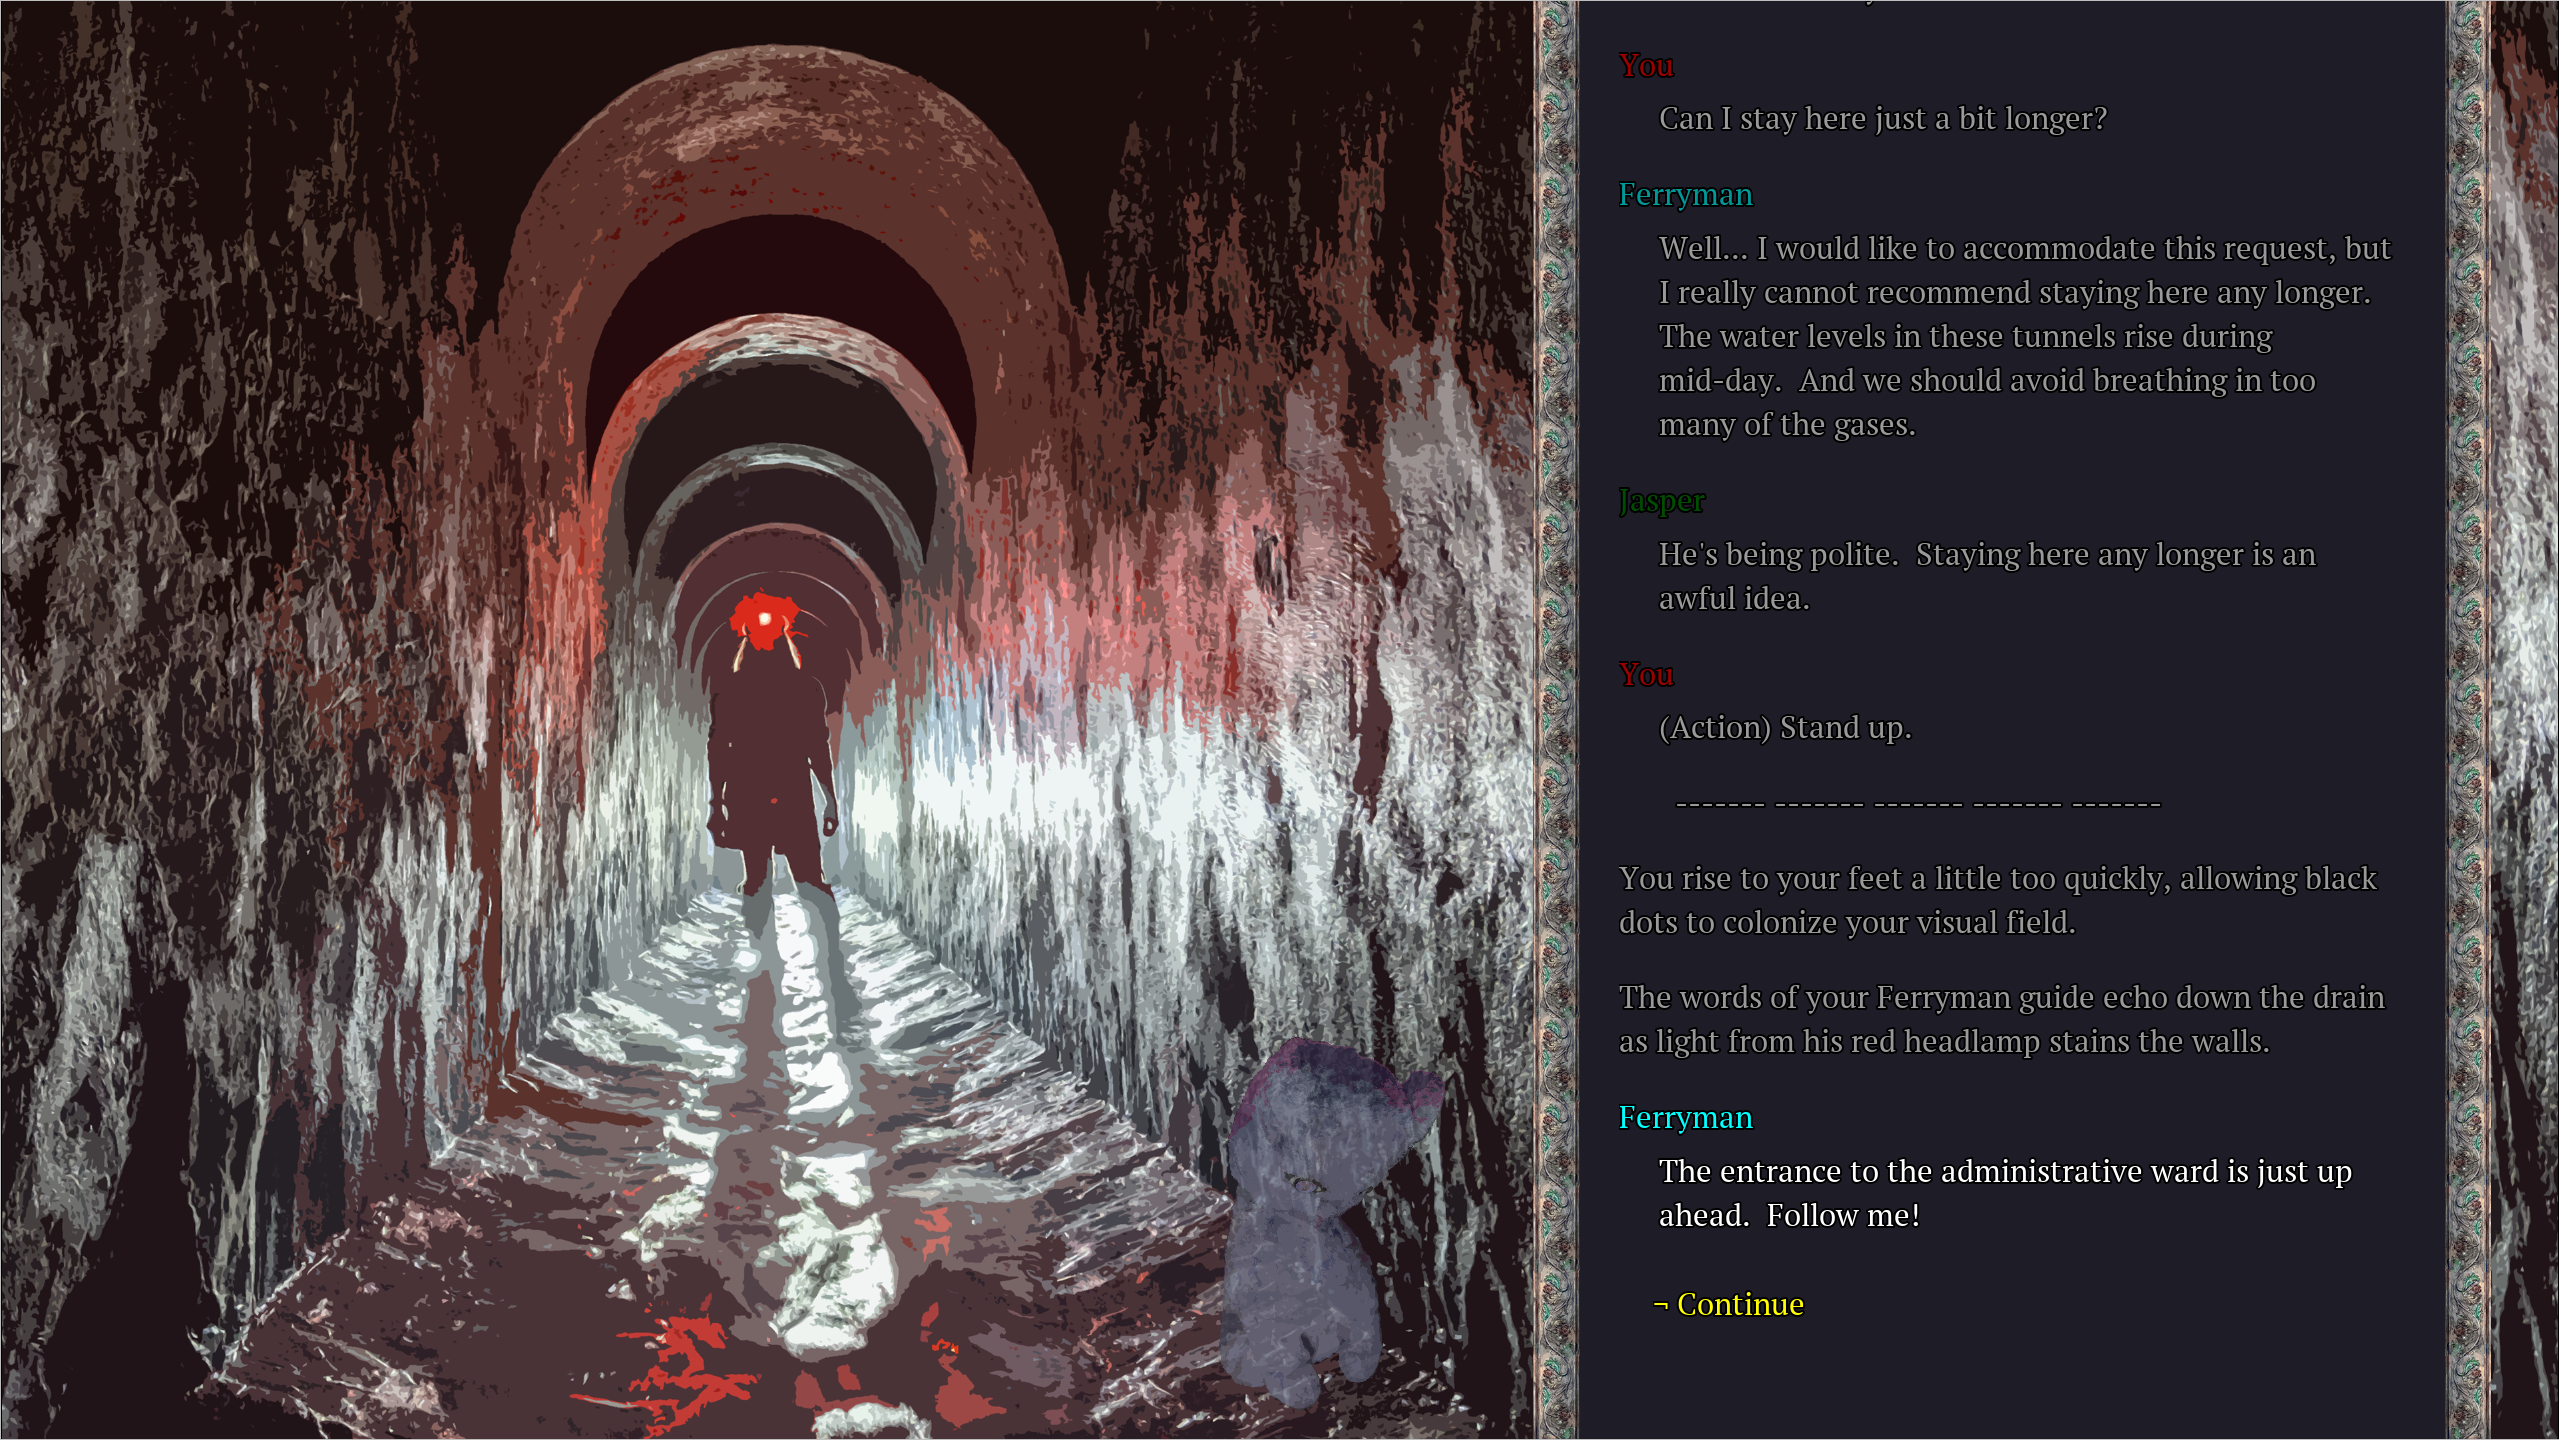 You
Can I stay here just a bit longer?
Ferryman
Well... I would like to accommodate this request, but
I really cannot recommend staying here any longer.
The water levels in these tunnels rise during
mid-day.  And we should avoid breathing in too
many of the gases.
Jasper
He's being polite.  Staying here any longer is an
awful idea.
You
(Action) Stand up.
------- ------- ------- ------- -------
You rise to your feet a little too quickly, allowing black
dots to colonize your visual field.
The words of your Ferryman guide echo down the drain
as light from his red headlamp stains the walls.
Ferryman
The entrance to the administrative ward is just up
ahead.  Follow me!
¬ Continue